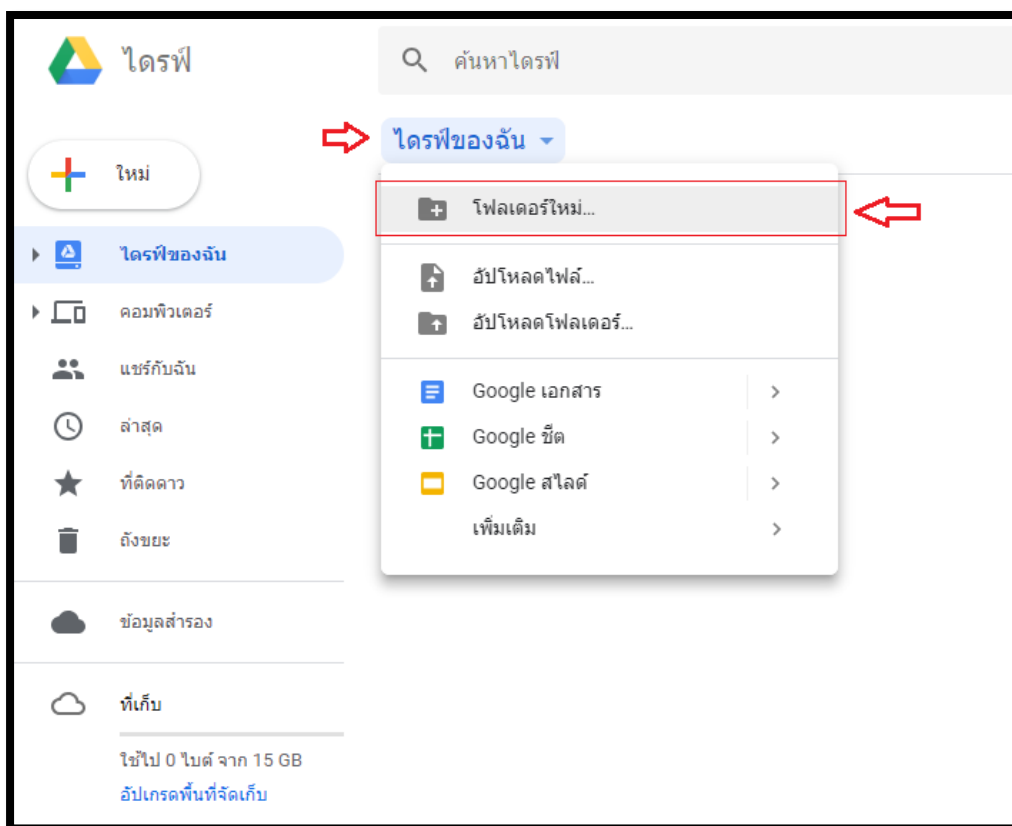 ไดรฟ์
ค้นหาไดรฟ์
ไดรฟ์ของฉัน
ใหม่
โฟลเดอร์ใหม่...
อัปโหลดไฟล์...
อัปโหลดโฟลเดอร์...
Google เอกสาร
Google ชีต
Google สไลด์
เพิ่มเติม
ไดรฟ์ของฉัน
คอมพิวเตอร์
แชร์กับฉัน
ล่าสุด
ที่ติดดาว
ถังขยะ
ข้อมูลสำรอง
ที่เก็บ
ใช้ไป 0 ไบต์ จาก 15 GB
อัปเกรดพื้นที่จัดเก็บ